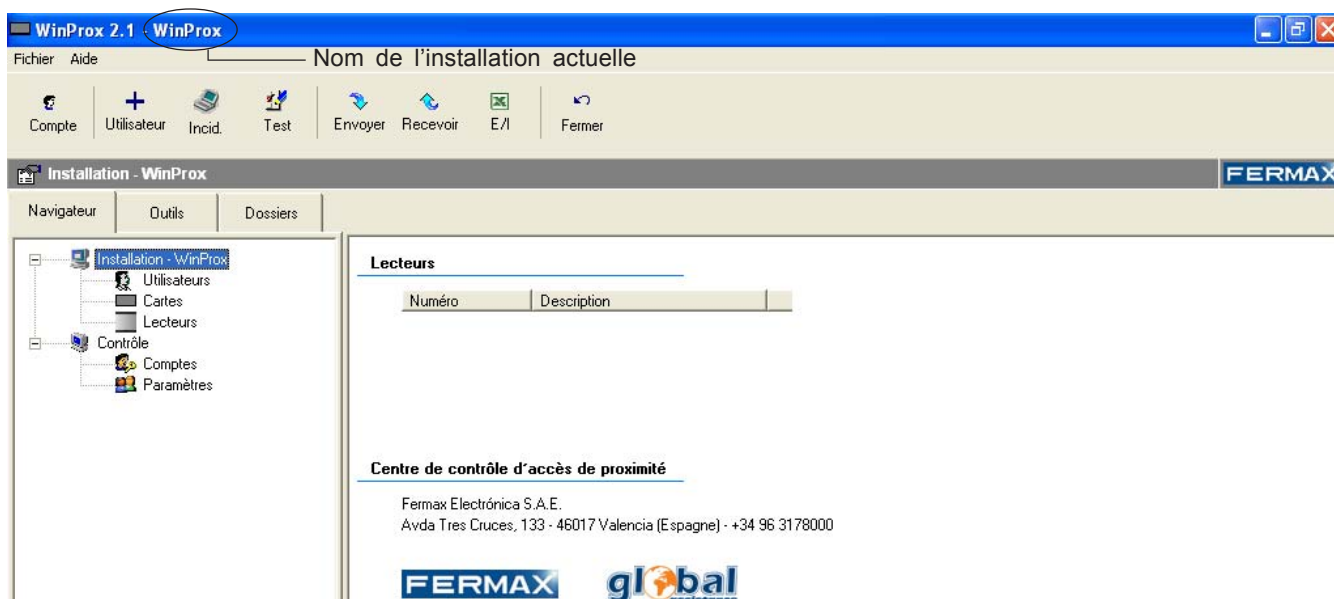 WinProx 2.1 - WinProx
Fichier Aide
Nom de l'installation actuelle
Compte Utilisateur Incid. Test Envoyer Recevoir E/I Fermer
Installation - WinProx
FERMAX
Navigateur Outils Dossiers
Installation - WinProx
Utilisateurs
Cartes
Lecteurs
Contrôle
Comptes
Paramètres
Lecteurs
Numéro Description
Centre de contrôle d´accès de proximité
Fermax Electrónica S.A.E.
Avda Tres Cruces, 133 - 46017 Valencia (Espagne) - +34 96 3178000
FERMAX global